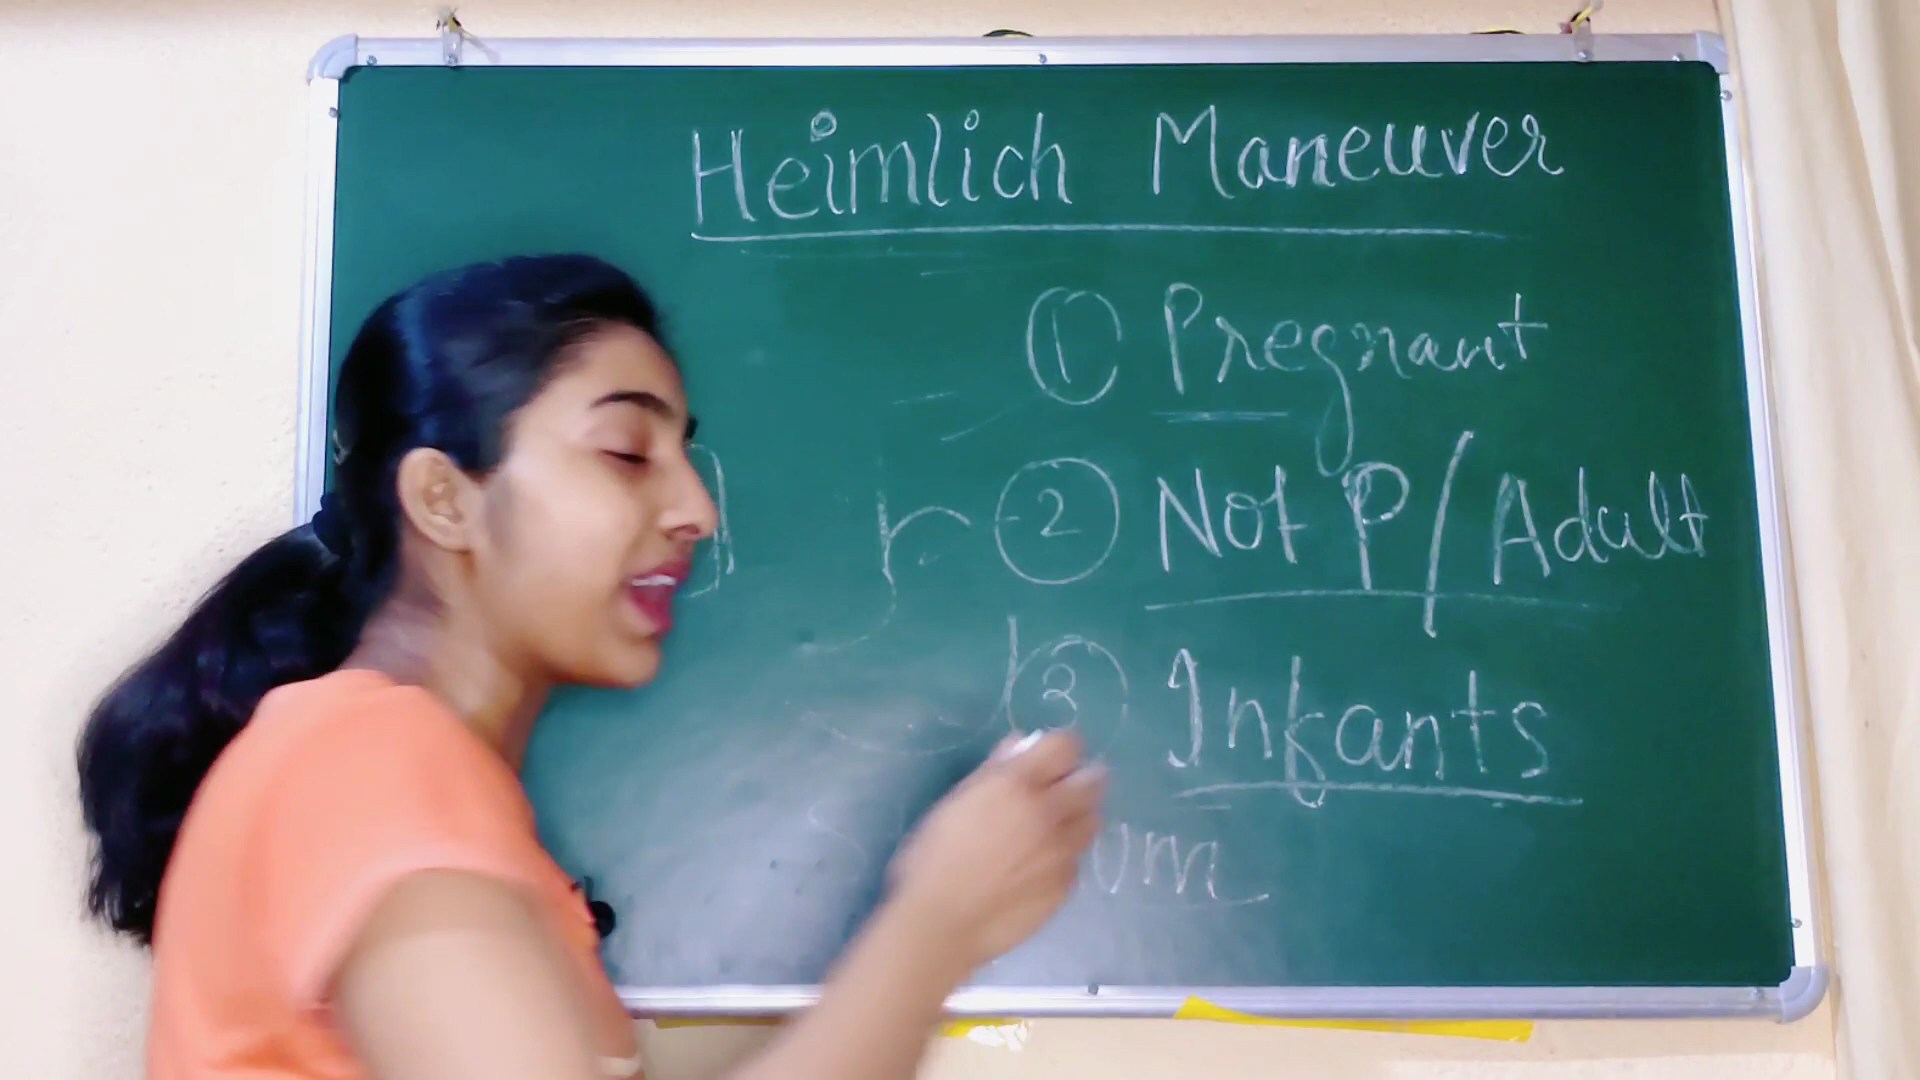 Heimlich Maneuver
1 Pregnant
2 Not P/Adult
3 Infants